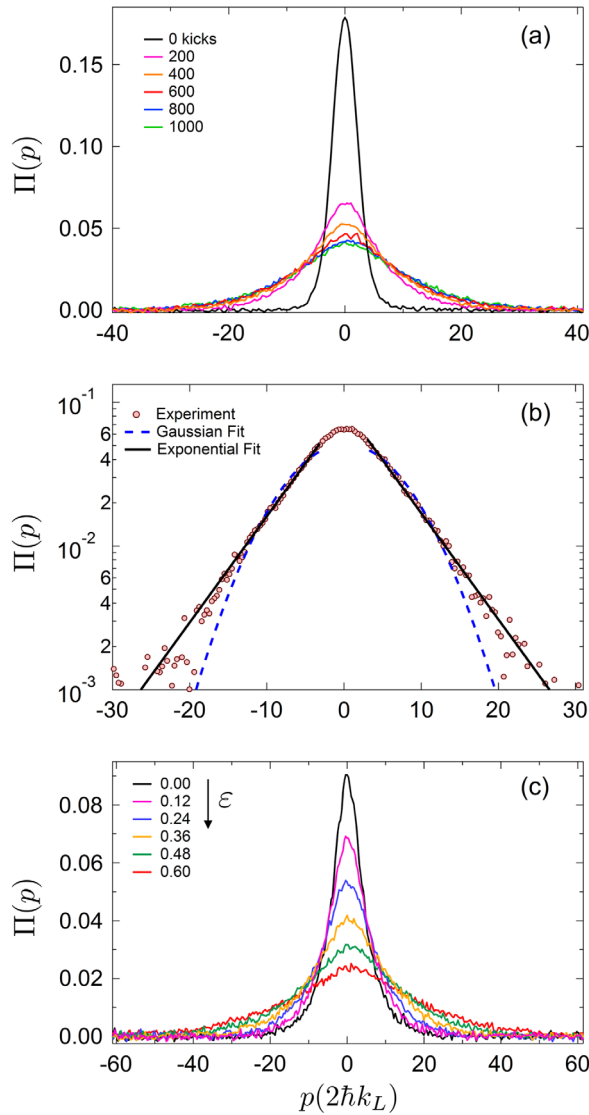 (a)
0 kicks
200
400
600
800
1000
Π(p)
0.15
0.10
0.05
0.00
-40 -20 0 20 40
(b)
Experiment
Gaussian Fit
Exponential Fit
Π(p)
10^-1
6
4
2
10^-2
6
4
2
10^-3
-30 -20 -10 0 10 20 30
(c)
0.00
0.12
0.24
0.36
0.48
0.60
ε
Π(p)
0.08
0.06
0.04
0.02
0.00
-60 -40 -20 0 20 40 60
p(2ħk_L)